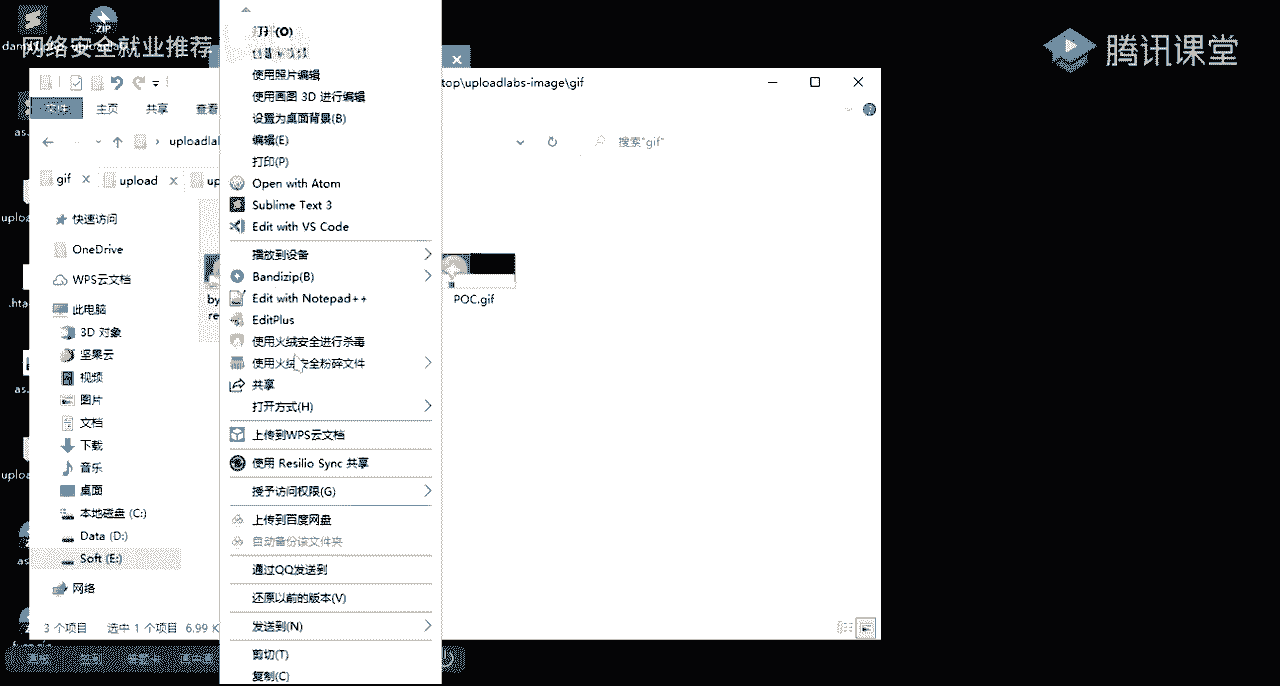 ZIP
网络安全就业推荐
腾讯课堂
top\uploadlabs-image\gif
文件
主页
共享
查看
uploadlal
搜索"gif"
gif
upload
up
快速访问
OneDrive
WPS云文档
此电脑
3D 对象
坚果云
视频
图片
文档
下载
音乐
桌面
本地磁盘 (C:)
Data (D:)
Soft (E:)
网络
3 个项目
选中 1 个项目
6.99 K
by
re
POC.gif
as.
uplo
.hta
as.
uplo
as
打开(O)
使用照片编辑
使用画图 3D 进行编辑
设置为桌面背景(B)
编辑(E)
打印(P)
Open with Atom
Sublime Text 3
Edit with VS Code
播放到设备
Bandizip(B)
Edit with Notepad++
EditPlus
使用火绒安全进行杀毒
使用火绒安全粉碎文件
共享
打开方式(H)
上传到WPS云文档
使用 Resilio Sync 共享
授予访问权限(G)
上传到百度网盘
自动备份该文件夹
通过QQ发送到
还原以前的版本(V)
发送到(N)
剪切(T)
复制(C)